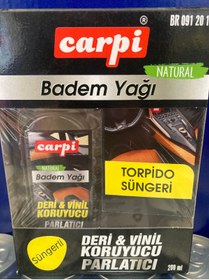 BR 091 20 1
carpi
®
NATURAL
Badem Yağı
carpi
NATURAL
Badem Yağı
TORPİDO
SÜNGERİ
DERİ & VİNİL
KORUYUCU
PARLATICI
Süngerli
DERİ & VİNİL
KORUYUCU
PARLATICI
200 ml